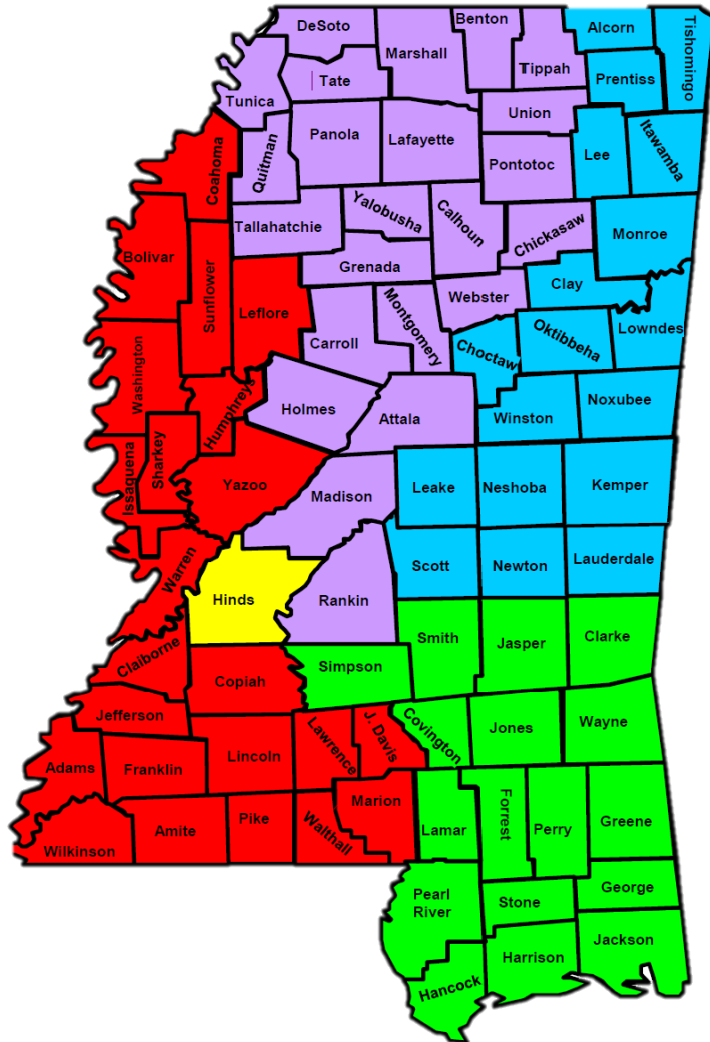 DeSoto
Benton
Alcorn
Tishomingo
Marshall
Tippah
Prentiss
Tate
Tunica
Union
Panola
Lafayette
Quitman
Coahoma
Lee
Itawamba
Pontotoc
Yalobusha
Calhoun
Tallahatchie
Chickasaw
Monroe
Bolivar
Sunflower
Grenada
Clay
Webster
Leflore
Montgomery
Carroll
Choctaw
Oktibbeha
Lowndes
Washington
Humphreys
Holmes
Attala
Winston
Noxubee
Sharkey
Issaquena
Yazoo
Madison
Leake
Neshoba
Kemper
Warren
Scott
Newton
Lauderdale
Hinds
Rankin
Smith
Jasper
Clarke
Claiborne
Simpson
Copiah
Jefferson
Lawrence
J. Davis
Covington
Jones
Wayne
Adams
Franklin
Lincoln
Marion
Forrest
Greene
Wilkinson
Amite
Pike
Walthall
Lamar
Perry
Pearl
River
Stone
George
Hancock
Harrison
Jackson